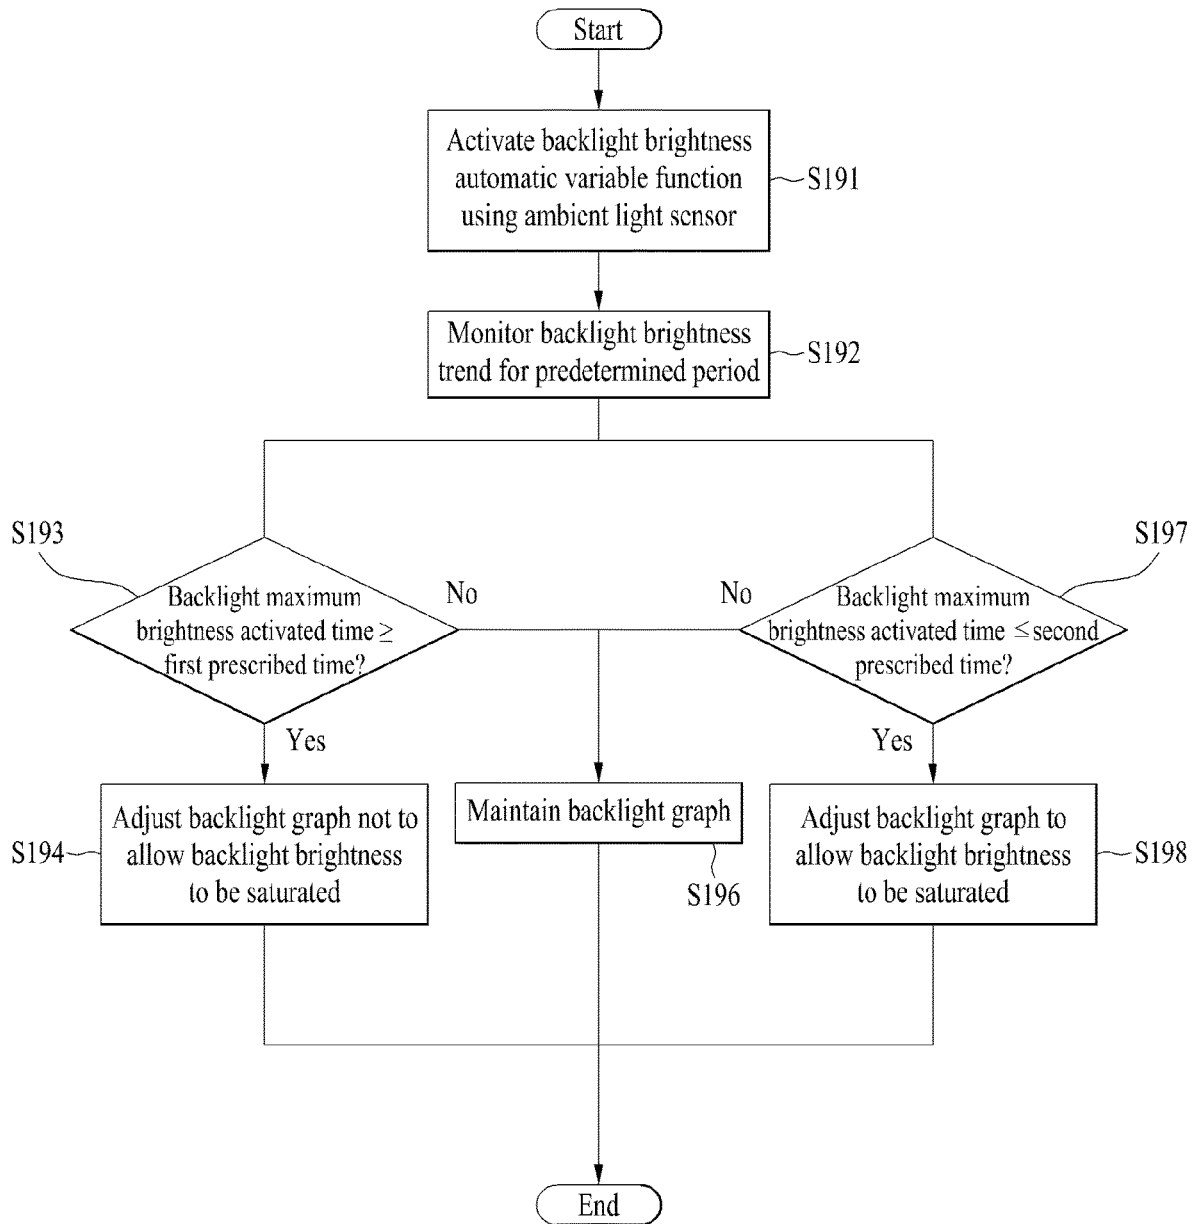 Start
Activate backlight brightness
automatic variable function
using ambient light sensor
S191
Monitor backlight brightness
trend for predetermined period
S192
S193
Backlight maximum
brightness activated time ≥
first prescribed time?
No
Yes
S197
Backlight maximum
brightness activated time ≤ second
prescribed time?
No
Yes
S194
Adjust backlight graph not to
allow backlight brightness
to be saturated
Maintain backlight graph
S196
Adjust backlight graph to
allow backlight brightness
to be saturated
S198
End